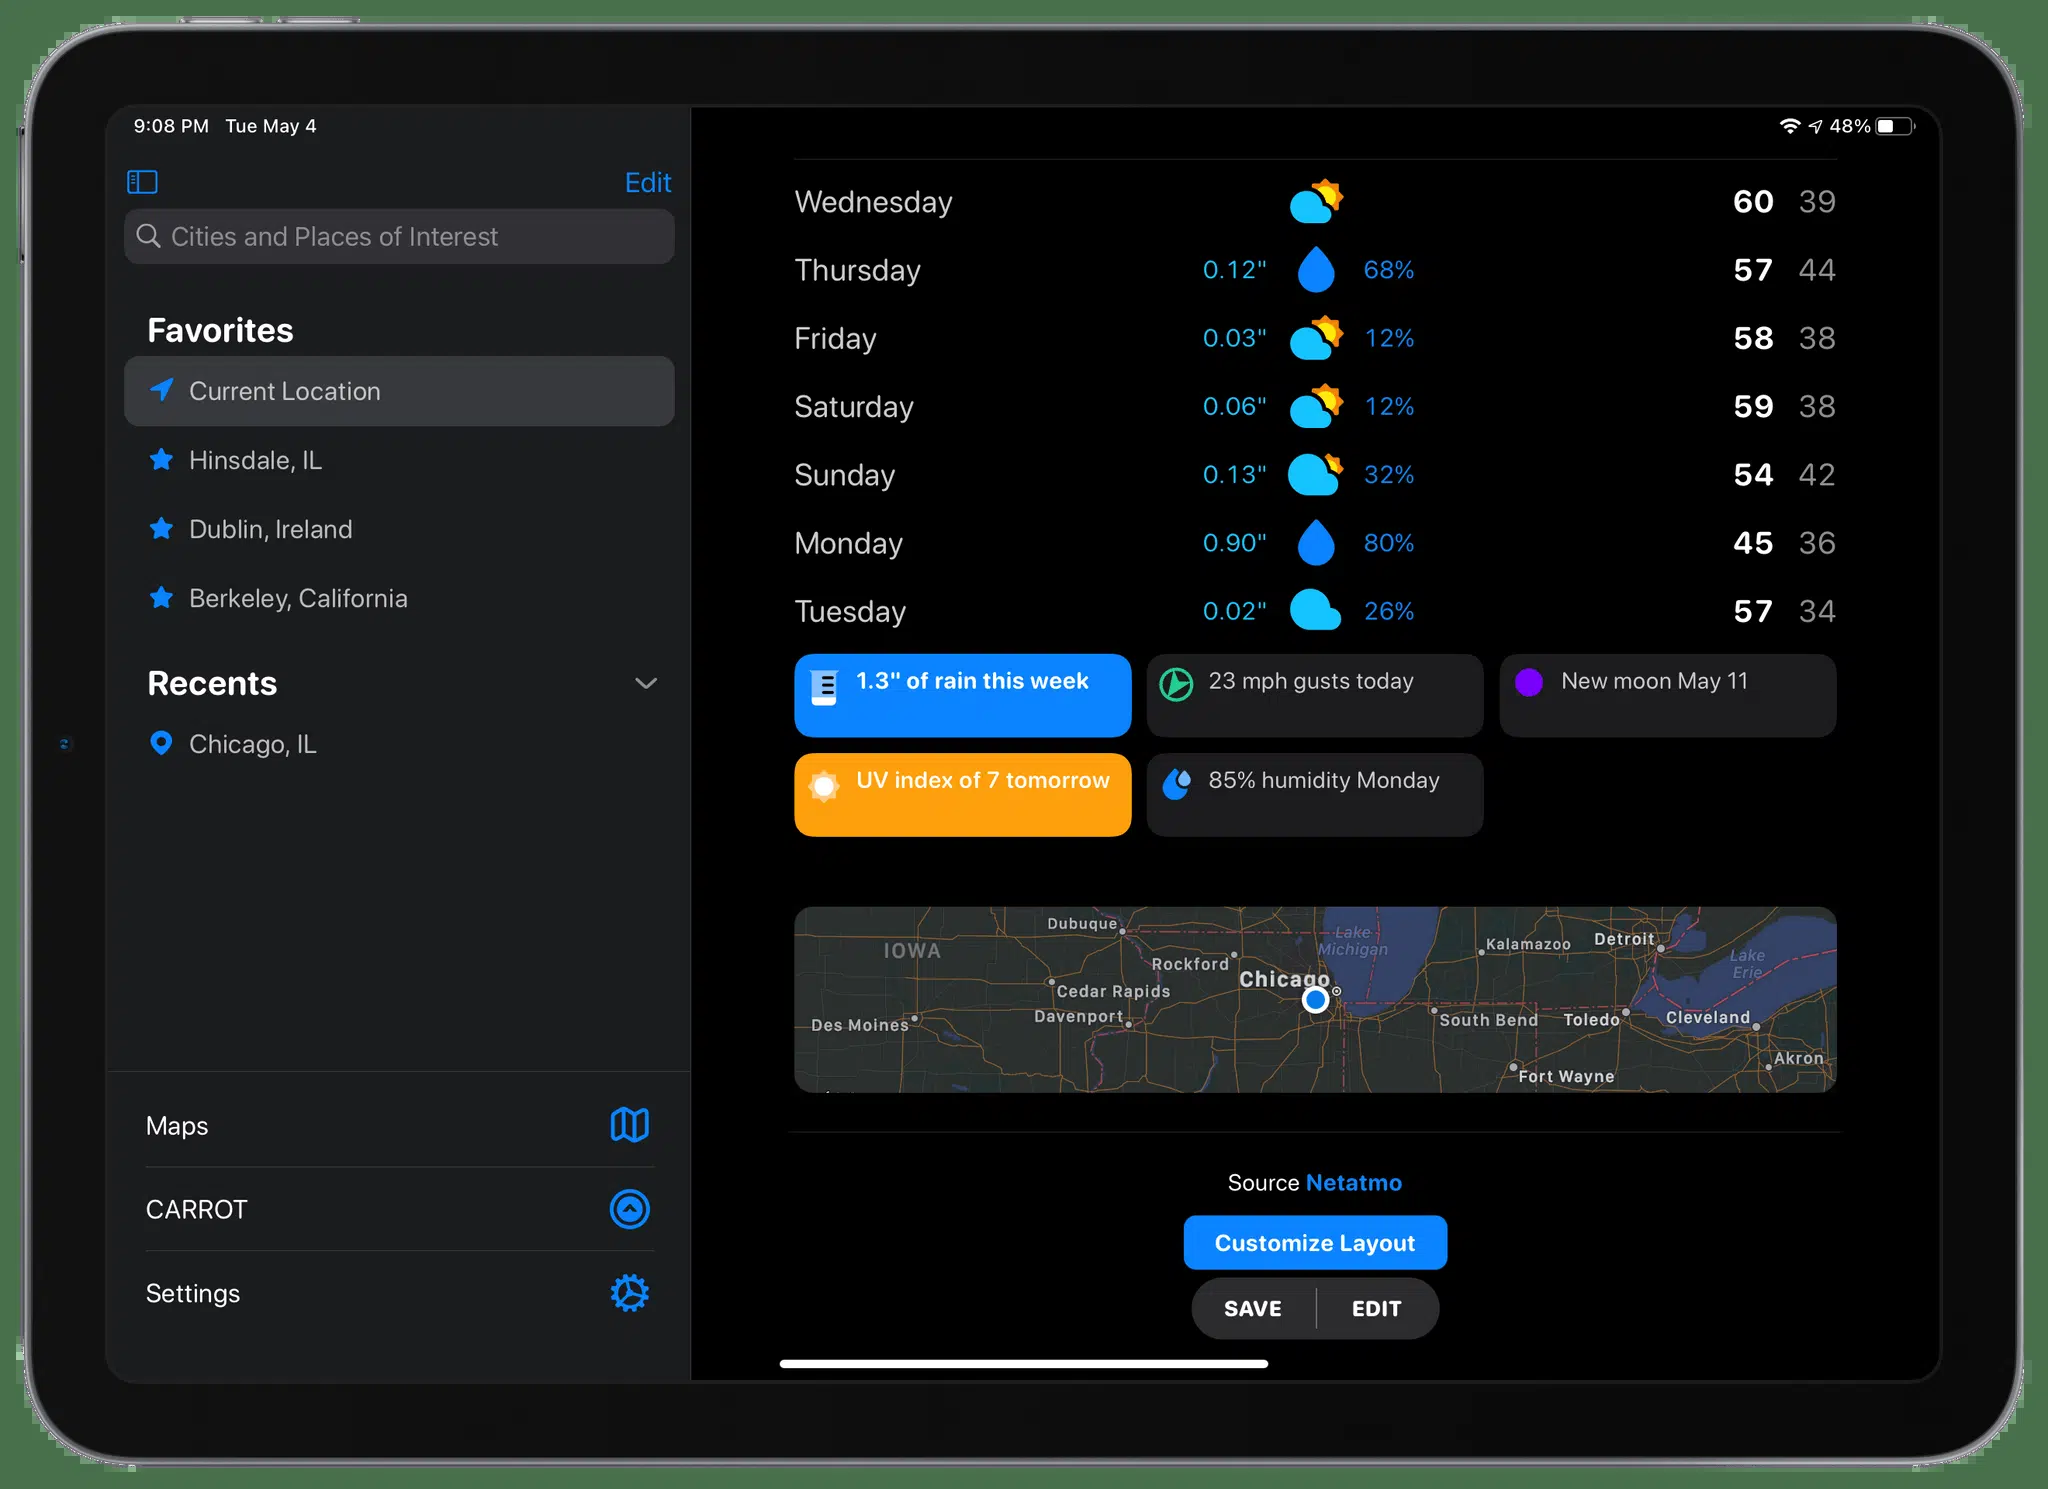 9:08 PM Tue May 4
48%
Edit
Cities and Places of Interest
Favorites
Current Location
Hinsdale, IL
Dublin, Ireland
Berkeley, California
Recents
Chicago, IL
Maps
CARROT
Settings
Wednesday 60 39
Thursday 0.12" 68% 57 44
Friday 0.03" 12% 58 38
Saturday 0.06" 12% 59 38
Sunday 0.13" 32% 54 42
Monday 0.90" 80% 45 36
Tuesday 0.02" 26% 57 34
1.3" of rain this week
23 mph gusts today
New moon May 11
UV index of 7 tomorrow
85% humidity Monday
Dubuque
IOWA
Lake
Michigan
Kalamazoo
Detroit
Rockford
Lake
Erie
Chicago
Cedar Rapids
Davenport
Des Moines
South Bend
Toledo
Cleveland
Akron
Fort Wayne
Source Netatmo
Customize Layout
SAVE EDIT